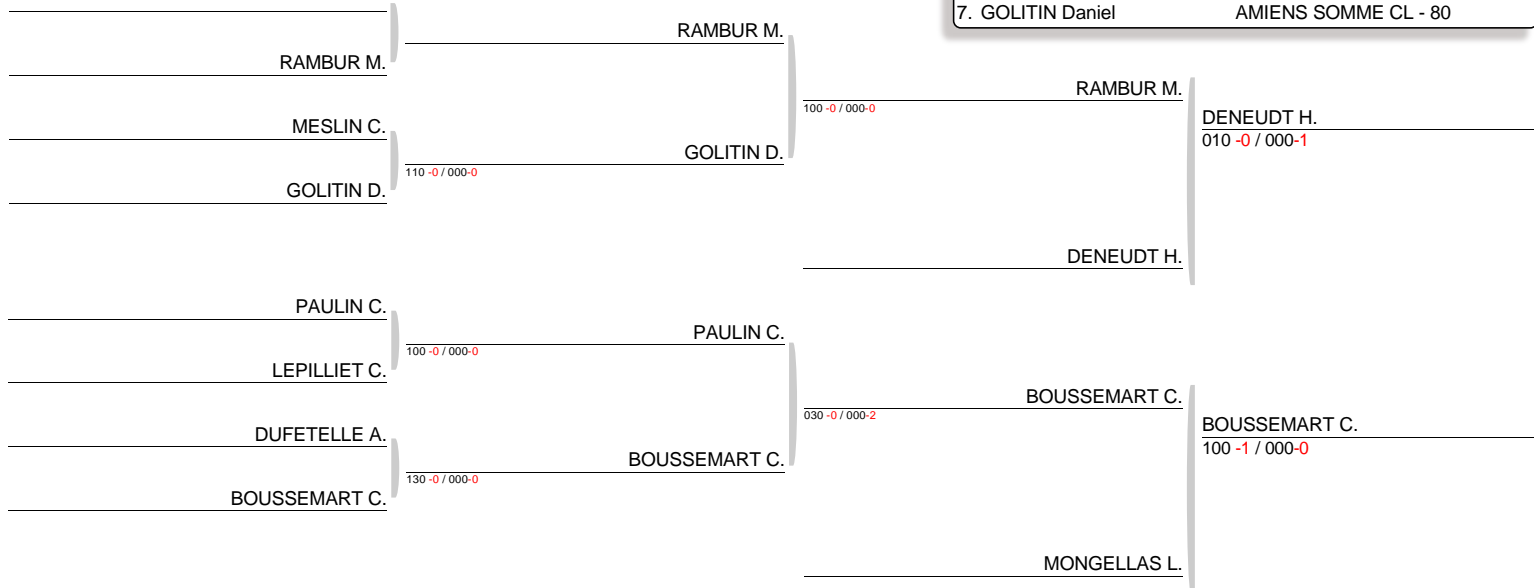 7. GOLITIN Daniel AMIENS SOMME CL - 80
RAMBUR M.
RAMBUR M.
RAMBUR M.
100 -0 / 000-0
DENEUDT H.
010 -0 / 000-1
MESLIN C.
GOLITIN D.
110 -0 / 000-0
GOLITIN D.
DENEUDT H.
PAULIN C.
PAULIN C.
100 -0 / 000-0
LEPILLIET C.
BOUSSEMART C.
030 -0 / 000-2
BOUSSEMART C.
100 -1 / 000-0
DUFETELLE A.
BOUSSEMART C.
130 -0 / 000-0
BOUSSEMART C.
MONGELLAS L.